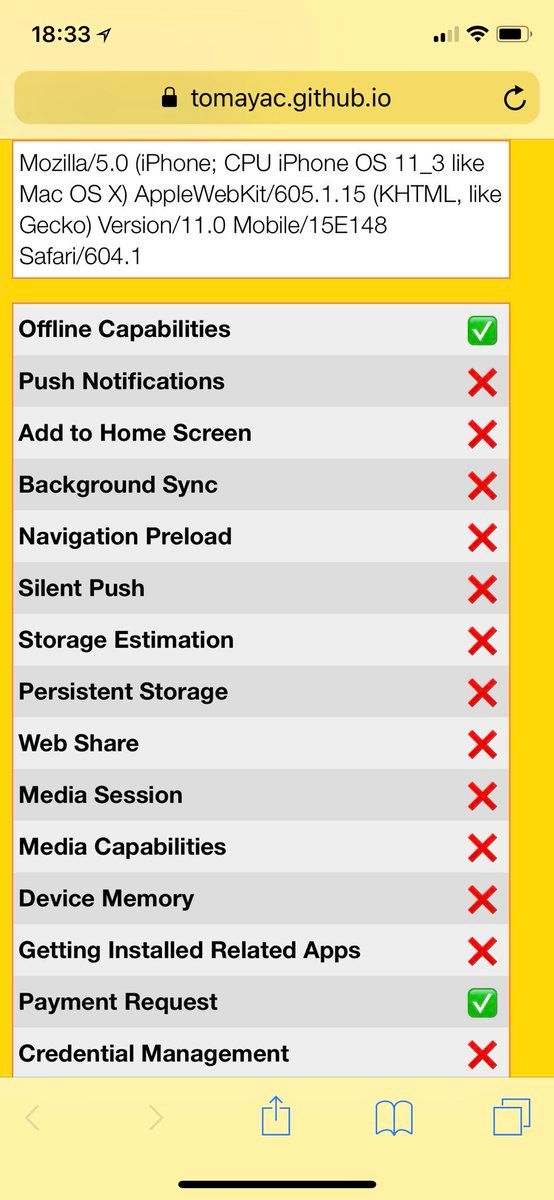 18:33
tomayac.github.io
Mozilla/5.0 (iPhone; CPU iPhone OS 11_3 like
Mac OS X) AppleWebKit/605.1.15 (KHTML, like
Gecko) Version/11.0 Mobile/15E148
Safari/604.1
Offline Capabilities ✅
Push Notifications ❌
Add to Home Screen ❌
Background Sync ❌
Navigation Preload ❌
Silent Push ❌
Storage Estimation ❌
Persistent Storage ❌
Web Share ❌
Media Session ❌
Media Capabilities ❌
Device Memory ❌
Getting Installed Related Apps ❌
Payment Request ✅
Credential Management ❌